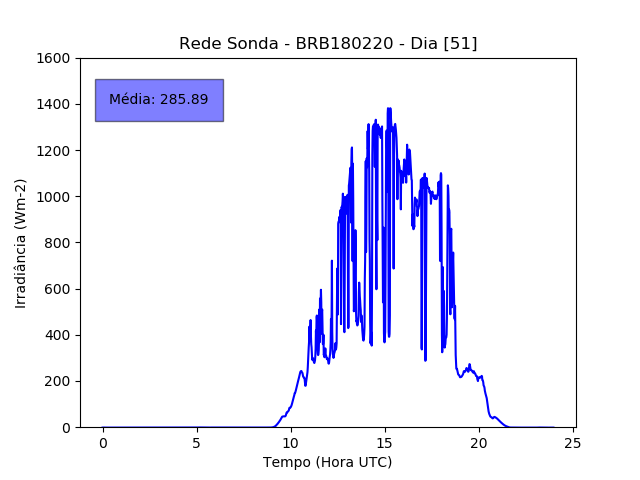 Rede Sonda - BRB180220 - Dia [51]
1600
1400
1200
1000
800
600
400
200
0
Média: 285.89
Irradiância (Wm-2)
0 5 10 15 20 25
Tempo (Hora UTC)